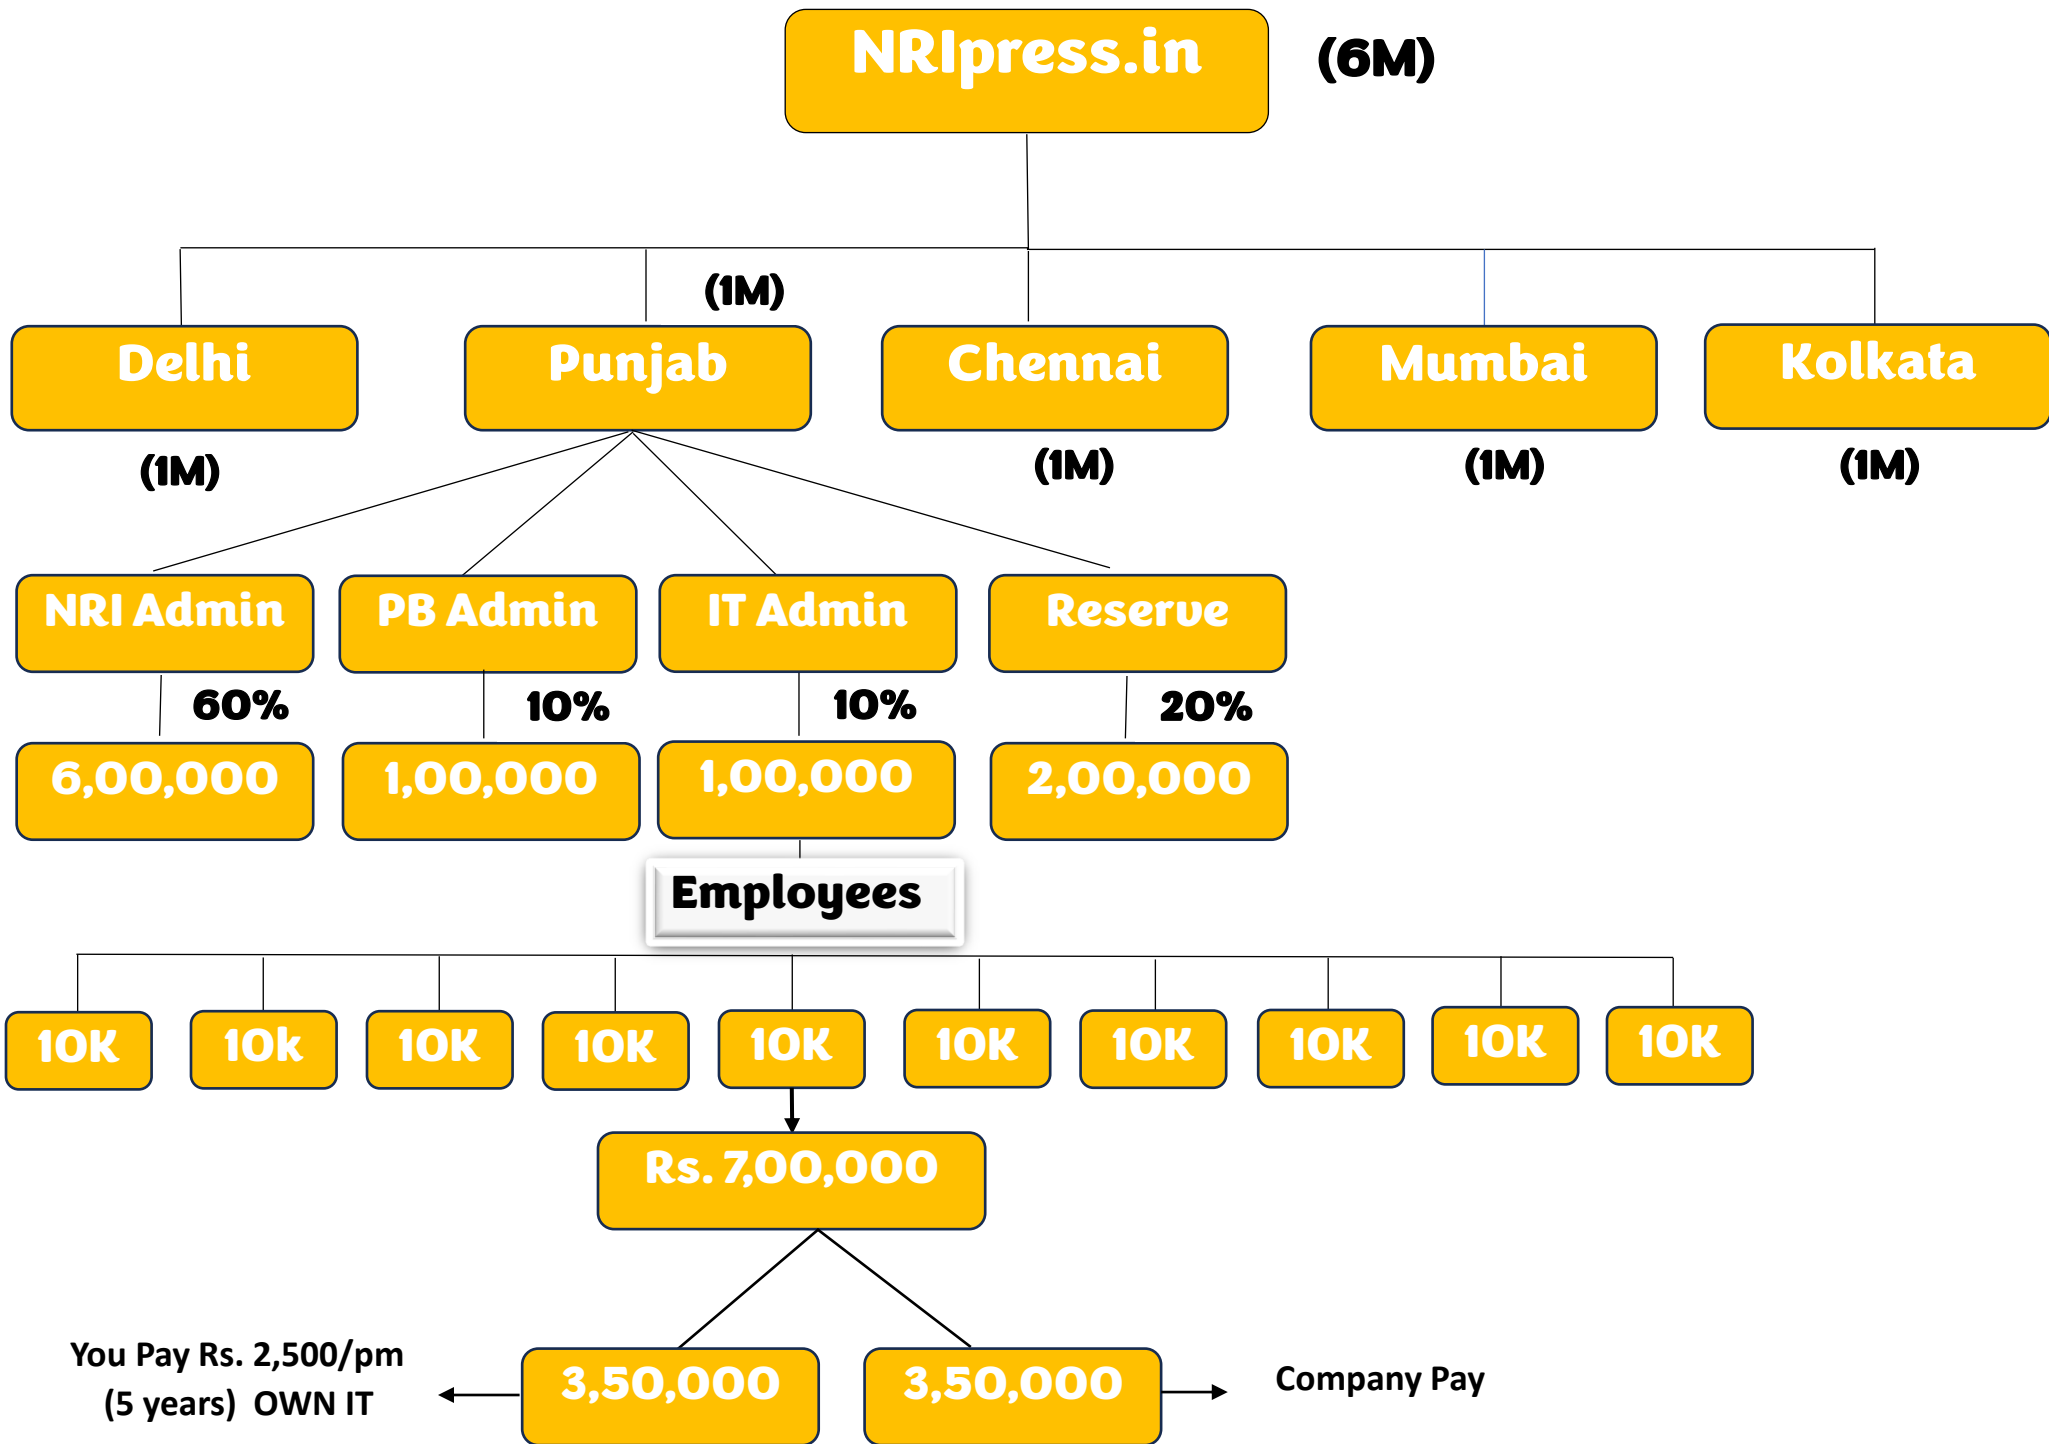 NRIpress.in
(6M)
(1M)
Delhi
Punjab
Chennai
Mumbai
Kolkata
(1M)
(1M)
(1M)
(1M)
NRI Admin
PB Admin
IT Admin
Reserve
60%
10%
10%
20%
6,00,000
1,00,000
1,00,000
2,00,000
Employees
10K
10k
10K
10K
10K
10K
10K
10K
10K
10K
Rs. 7,00,000
You Pay Rs. 2,500/pm
(5 years) OWN IT
3,50,000
3,50,000
Company Pay